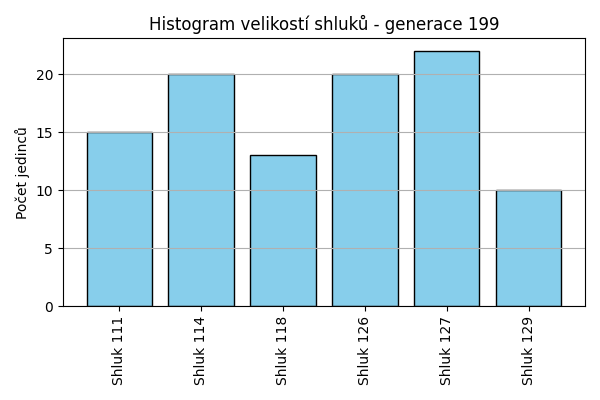 Histogram velikostí shluků - generace 199
Počet jedinců
20
15
10
5
0
Shluk 111
Shluk 114
Shluk 118
Shluk 126
Shluk 127
Shluk 129